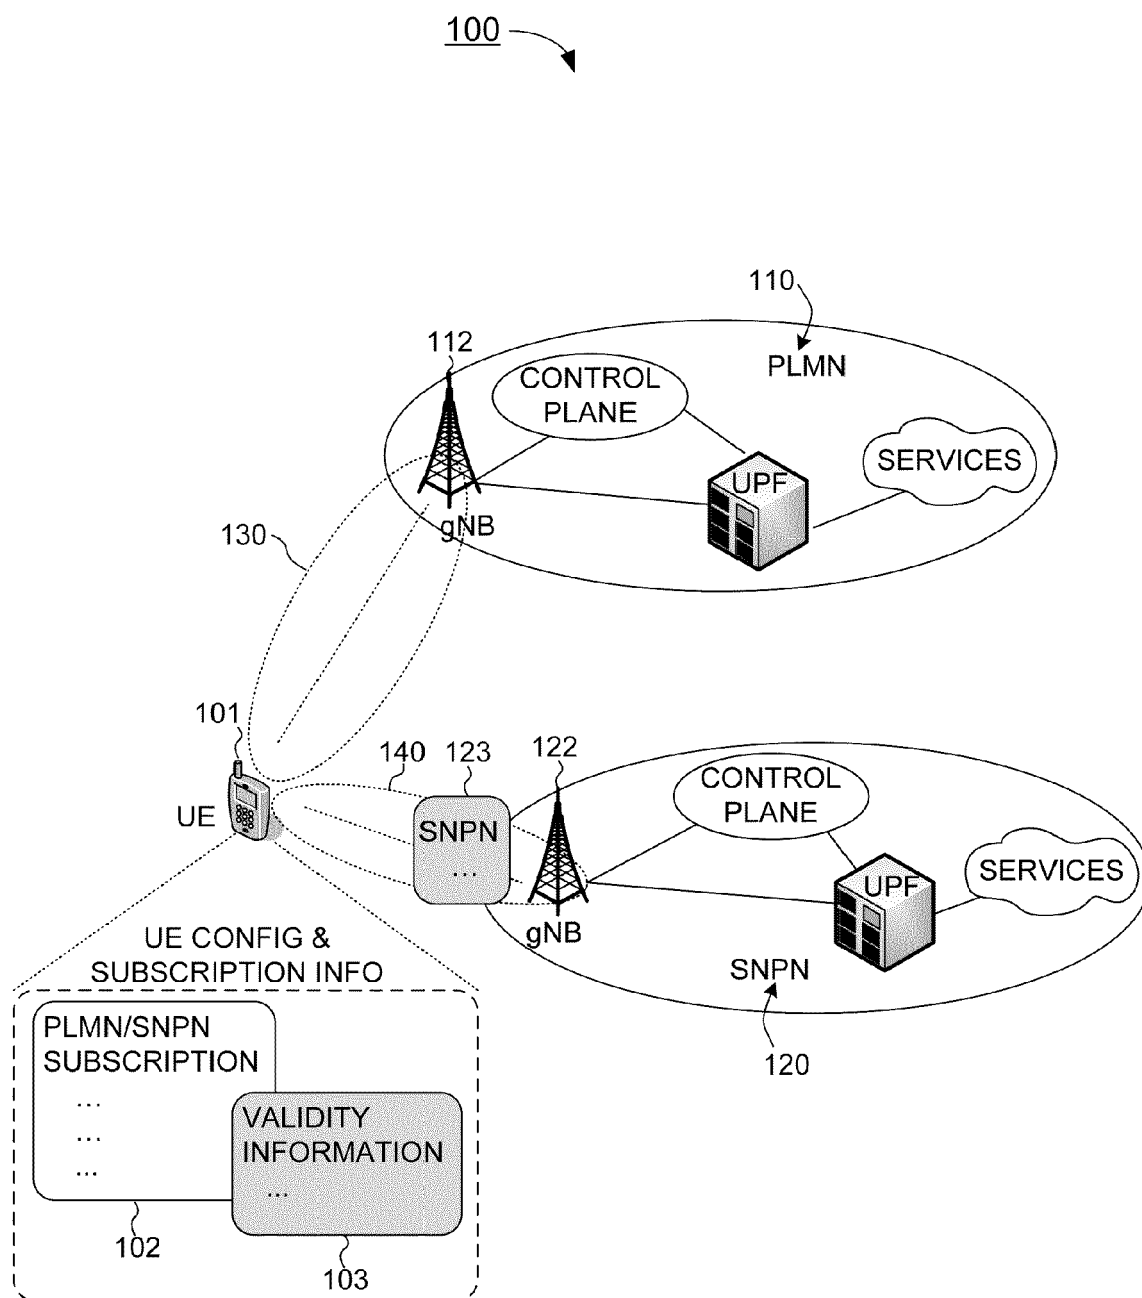 100
110
112
PLMN
CONTROL
PLANE
SERVICES
UPF
gNB
130
101
140
123
122
CONTROL
PLANE
UE
SNPN
...
SERVICES
UPF
gNB
SNPN
120
UE CONFIG &
SUBSCRIPTION INFO
PLMN/SNPN
SUBSCRIPTION
...
...
...
VALIDITY
INFORMATION
...
102
103